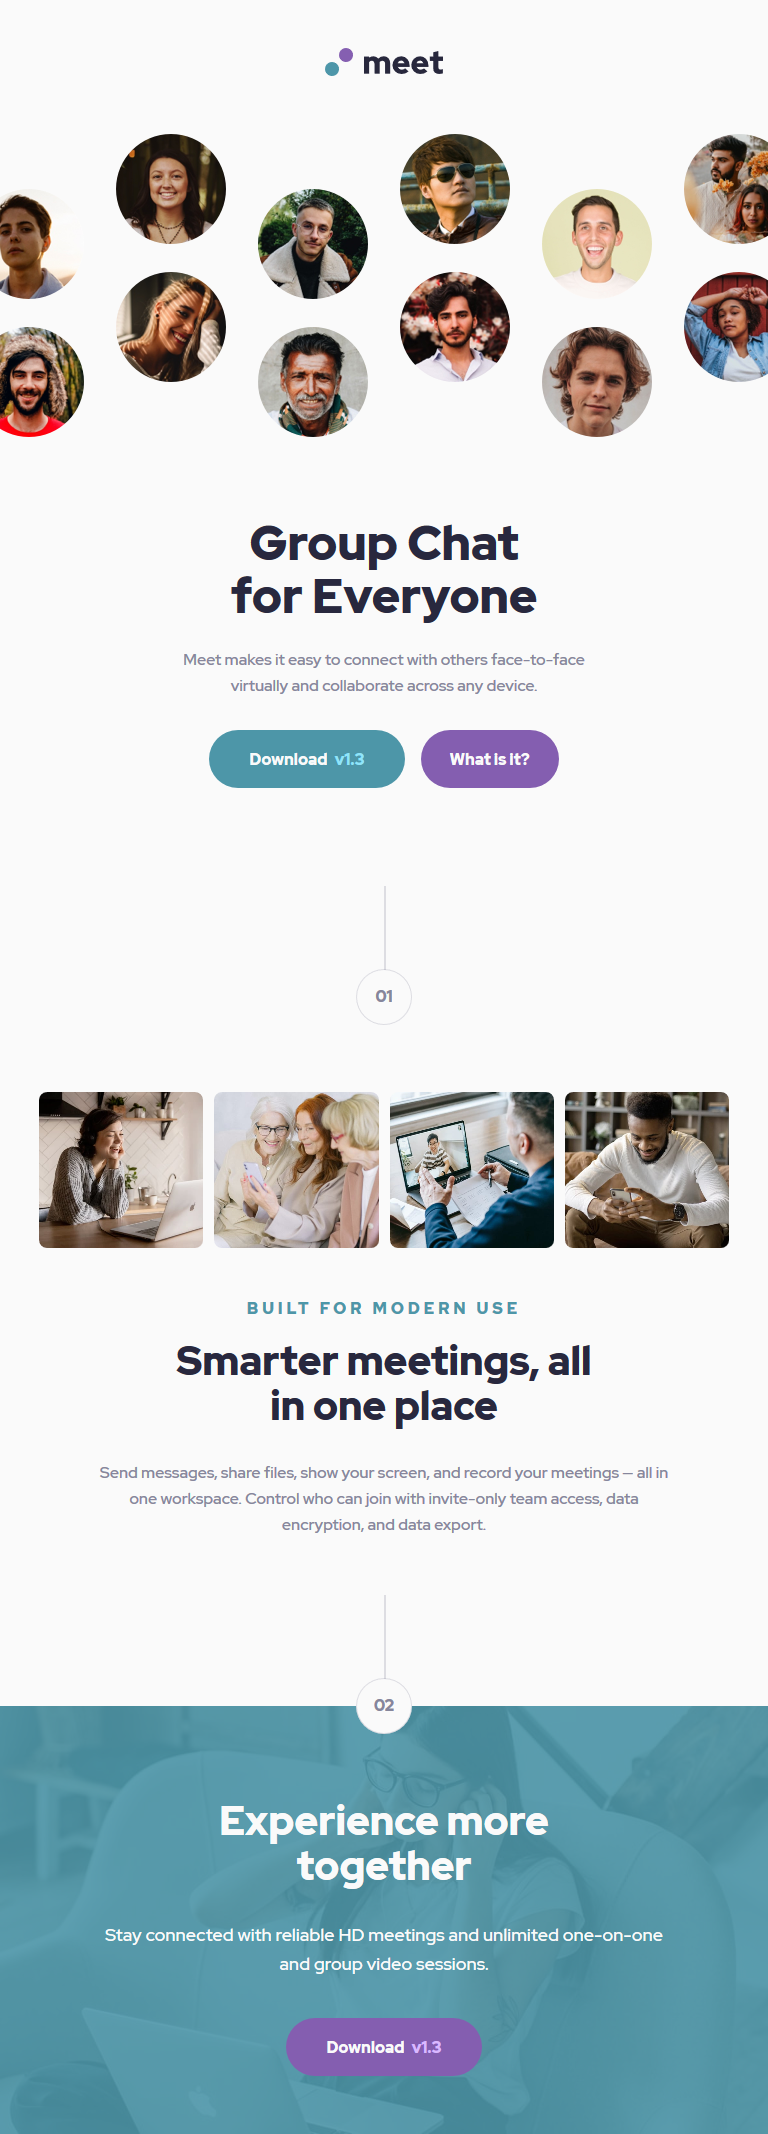 meet
Group Chat
for Everyone
Meet makes it easy to connect with others face-to-face
virtually and collaborate across any device.
Download v1.3
What is it?
01
BUILT FOR MODERN USE
Smarter meetings, all
in one place
Send messages, share files, show your screen, and record your meetings — all in
one workspace. Control who can join with invite-only team access, data
encryption, and data export.
02
Experience more
together
Stay connected with reliable HD meetings and unlimited one-on-one
and group video sessions.
Download v1.3